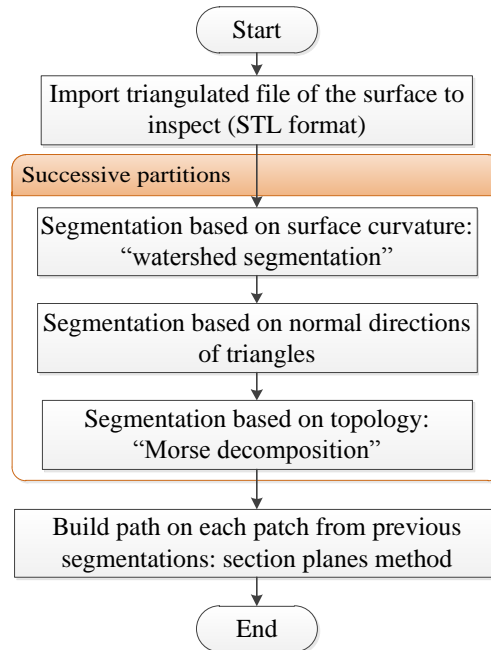 Start
Import triangulated file of the surface to
inspect (STL format)
Successive partitions
Segmentation based on surface curvature:
“watershed segmentation”
Segmentation based on normal directions
of triangles
Segmentation based on topology:
“Morse decomposition”
Build path on each patch from previous
segmentations: section planes method
End